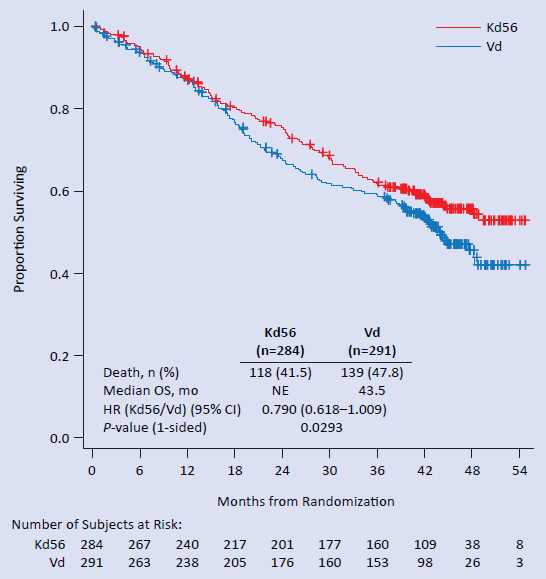 1.0
Kd56
Vd
0.8
0.6
0.4
0.2
0.0
Proportion Surviving
Kd56 Vd
(n=284) (n=291)
Death, n (%) 118 (41.5) 139 (47.8)
Median OS, mo NE 43.5
HR (Kd56/Vd) (95% CI) 0.790 (0.618–1.009)
P-value (1-sided) 0.0293
0 6 12 18 24 30 36 42 48 54
Months from Randomization
Number of Subjects at Risk:
Kd56 284 267 240 217 201 177 160 109 38 8
Vd 291 263 238 205 176 160 153 98 26 3